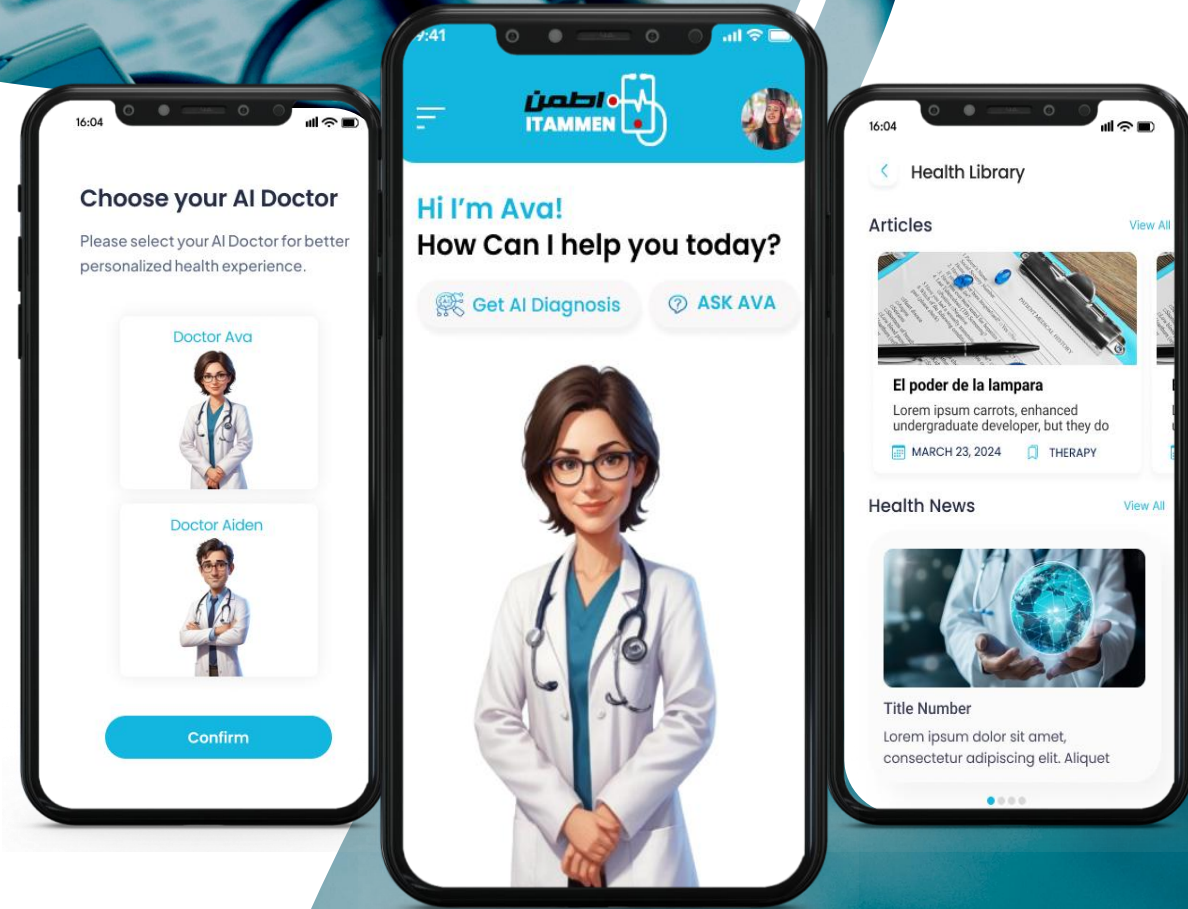 16:04
Choose your AI Doctor
Please select your AI Doctor for better
personalized health experience.
Doctor Ava
Doctor Aiden
Confirm
9:41
اطمن
ITAMMEN
Hi I'm Ava!
How Can I help you today?
Get AI Diagnosis
ASK AVA
16:04
Health Library
Articles
View All
PATIENT MEDICAL HISTORY
El poder de la lampara
Lorem ipsum carrots, enhanced
undergraduate developer, but they do
MARCH 23, 2024
THERAPY
Health News
View All
Title Number
Lorem ipsum dolor sit amet,
consectetur adipiscing elit. Aliquet